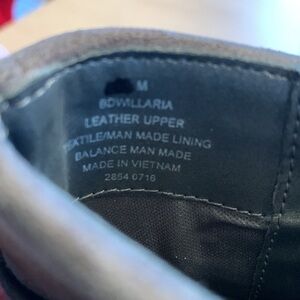 M
BDWILLARIA
LEATHER UPPER
TEXTILE/MAN MADE LINING
BALANCE MAN MADE
MADE IN VIETNAM
2854 0716